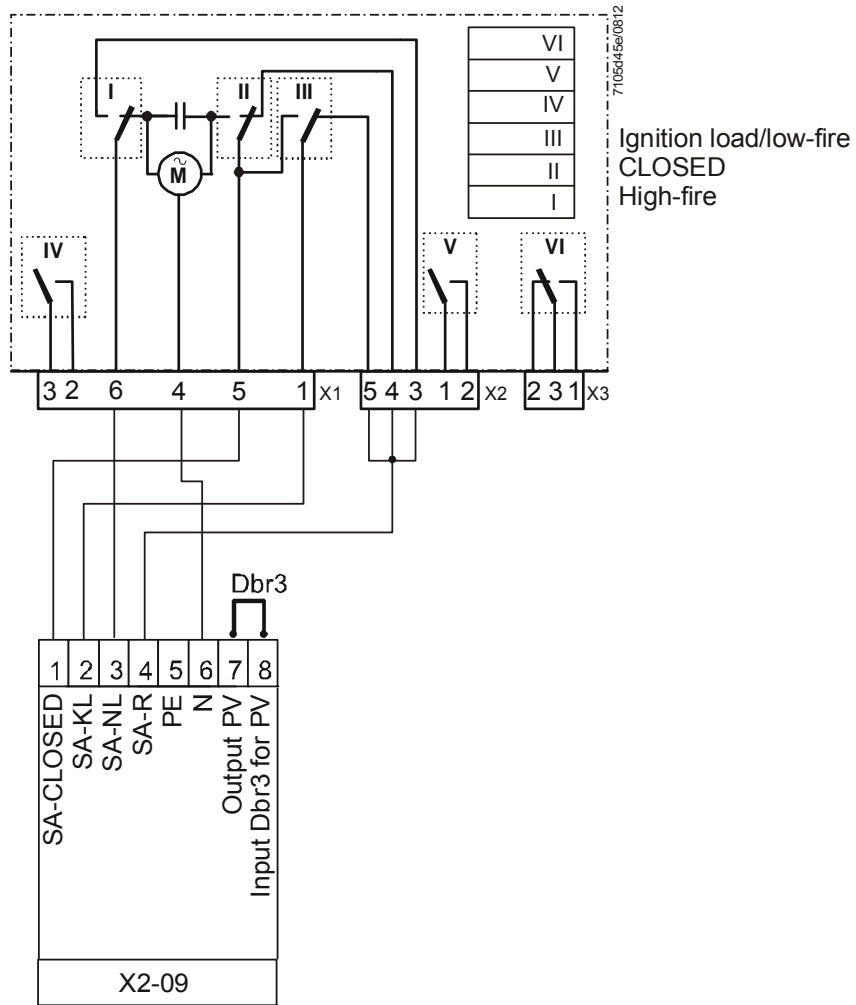 7105d45e/0812
VI
V
IV
III Ignition load/low-fire
II CLOSED
I High-fire
I II III
~
M
IV V VI
3 2 6 4 5 1 X1 5 4 3 1 2 X2 2 3 1 X3
Dbr3
1 2 3 4 5 6 7 8
SA-CLOSED
SA-KL
SA-NL
SA-R
PE
N
Output PV
Input Dbr3 for PV
X2-09